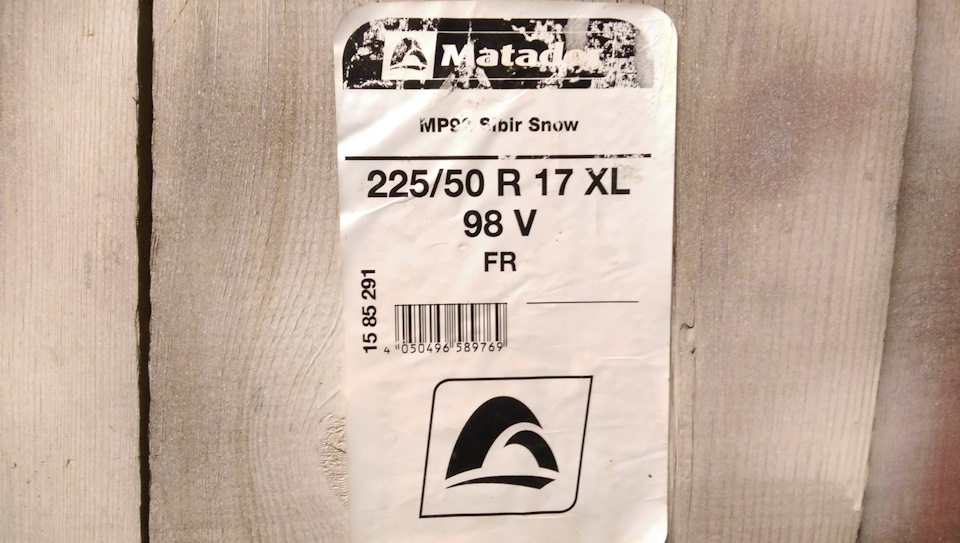 Matador
Sibir Snow
225/50 R 17 XL
98 V
FR
15 85 291
4 050496 589769